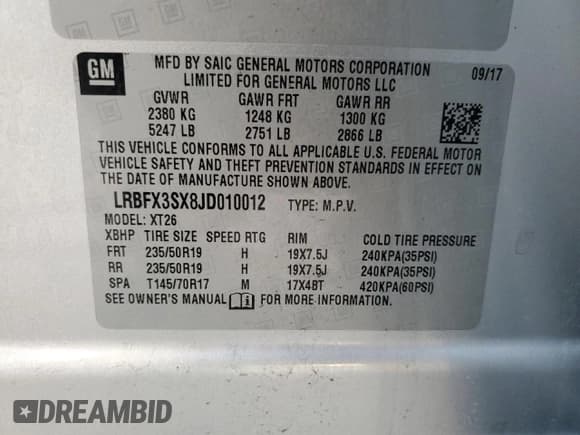 GM
MFD BY SAIC GENERAL MOTORS CORPORATION 09/17
LIMITED FOR GENERAL MOTORS LLC
GVWR GAWR FRT GAWR RR
2380 KG 1248 KG 1300 KG
5247 LB 2751 LB 2866 LB
THIS VEHICLE CONFORMS TO ALL APPLICABLE U.S. FEDERAL MOTOR
VEHICLE SAFETY AND THEFT PREVENTION STANDARDS IN EFFECT ON
THE DATE OF MANUFACTURE SHOWN ABOVE.
LRBFX3SX8JD010012 TYPE: M.P.V.
MODEL: XT26
XBHP TIRE SIZE SPEED RTG RIM COLD TIRE PRESSURE
FRT 235/50R19 H 19X7.5J 240KPA(35PSI)
RR 235/50R19 H 19X7.5J 240KPA(35PSI)
SPA T145/70R17 M 17X4BT 420KPA(60PSI)
SEE OWNER'S MANUAL FOR MORE INFORMATION.
DREAMBID